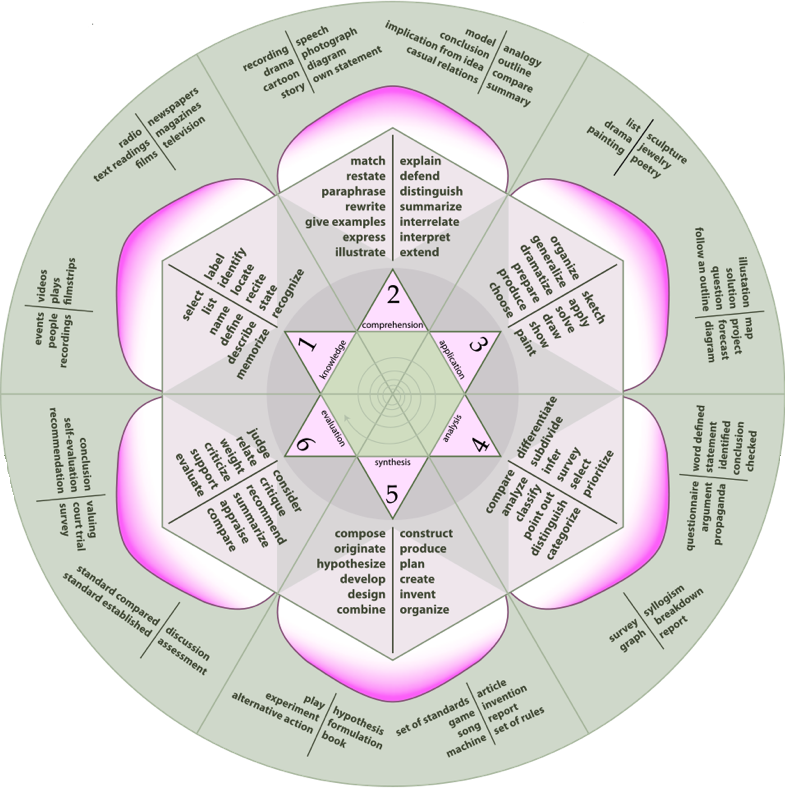 recording
drama
cartoon
story
speech
photograph
diagram
own statement
model
conclusion
implication from idea
casual relations
analogy
outline
compare
summary
list
drama
painting
sculpture
jewelry
poetry
illustation
solution
question
follow an outline
map
project
forecast
diagram
word defined
statement
identified
conclusion
checked
questionnaire
argument
propaganda
syllogism
breakdown
report
survey
graph
article
invention
report
set of rules
set of standards
game
song
machine
hypothesis
formulation
book
play
experiment
alternative action
discussion
assessment
standard compared
standard established
conclusion
self-evaluation
recommendation
valuing
court trial
survey
videos
plays
filmstrips
events
people
recordings
radio
text readings
films
newspapers
magazines
television
match
restate
paraphrase
rewrite
give examples
express
illustrate
explain
defend
distinguish
summarize
interrelate
interpret
extend
organize
generalize
dramatize
prepare
produce
choose
sketch
apply
solve
draw
show
paint
differentiate
subdivide
infer
survey
select
prioritize
compare
analyze
classify
point out
distinguish
categorize
compose
originate
hypothesize
develop
design
combine
construct
produce
plan
create
invent
organize
judge
relate
weight
criticize
support
evaluate
consider
critique
recommend
summarize
appraise
compare
label
identify
locate
recite
state
recognize
select
list
name
define
describe
memorize
1
knowledge
2
comprehension
3
application
4
analysis
synthesis
5
evaluation
6